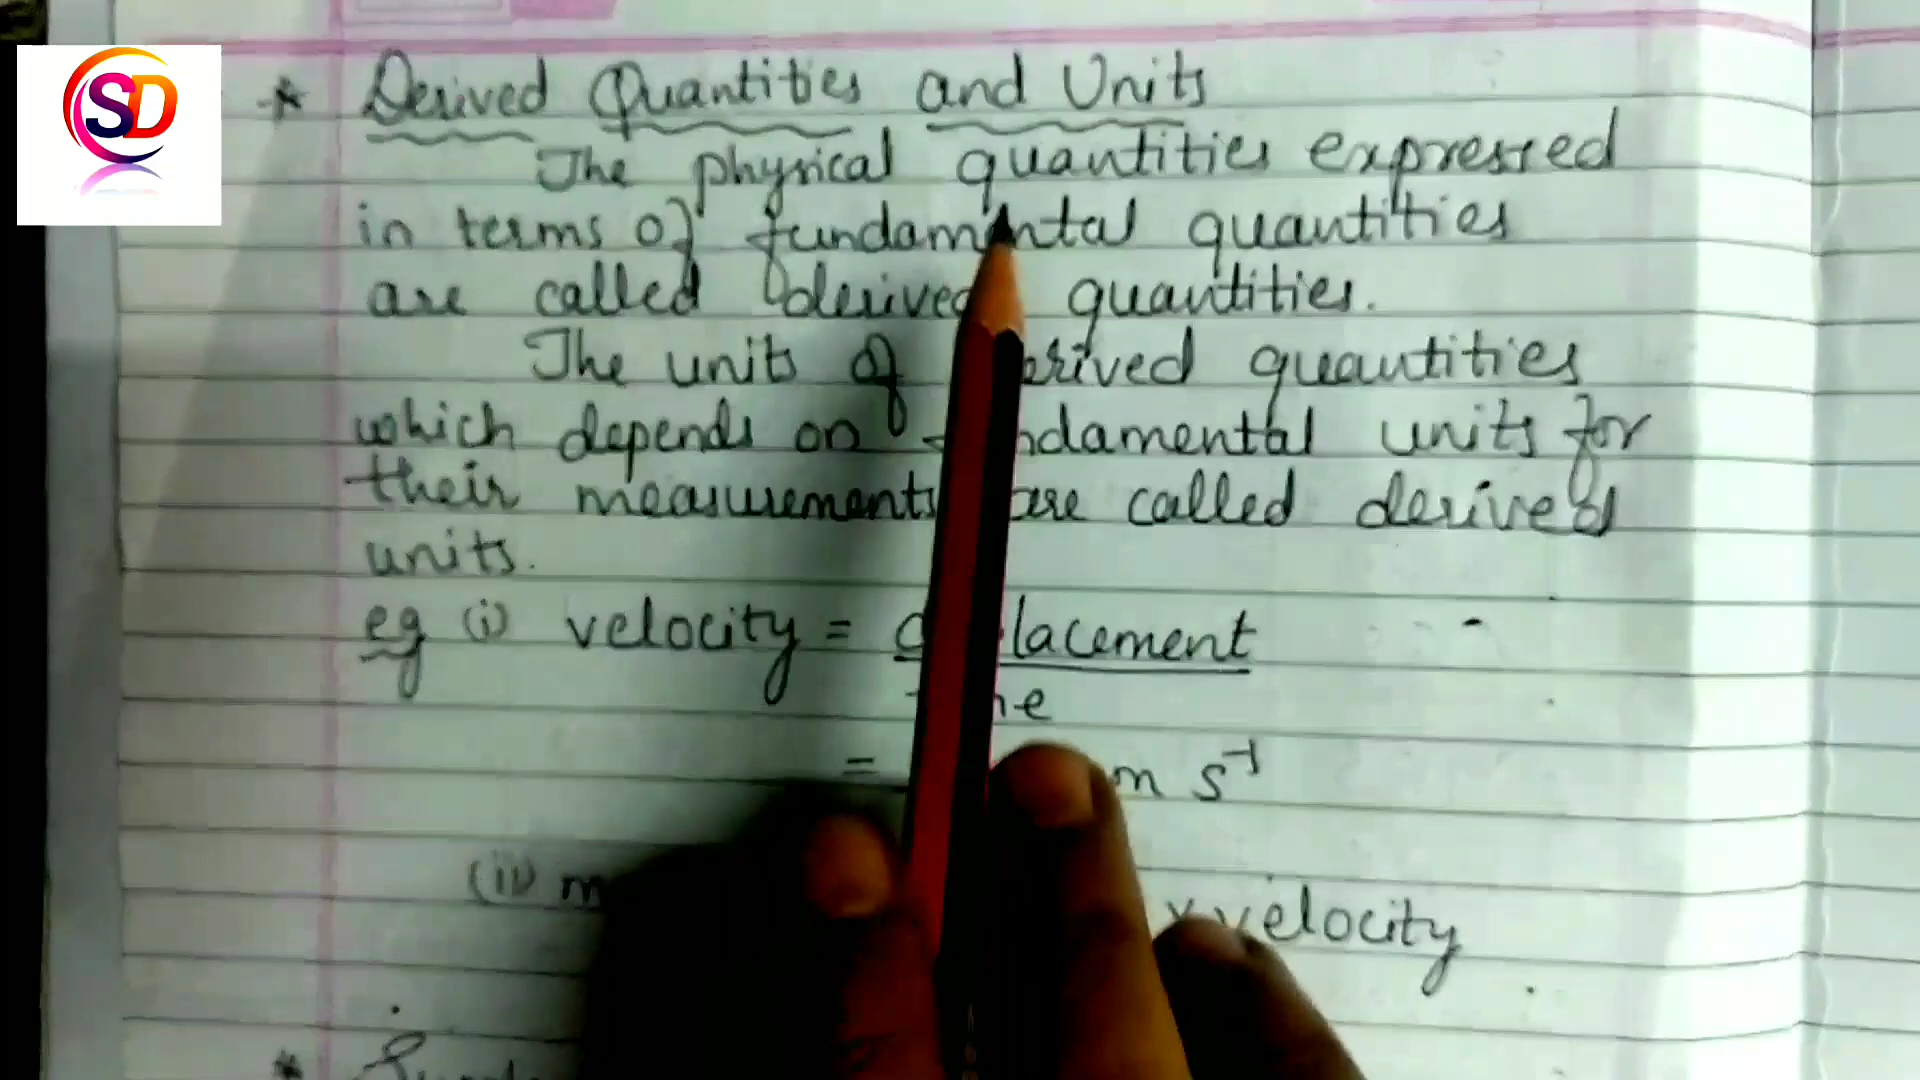 SD
* Derived Quantities and Units
The physical quantities expressed
in terms of fundamental quantities
are called derived quantities.
The units of derived quantities
which depends on fundamental units for
their measurements are called derived
units.
eg (i) velocity = displacement
time
= m s⁻¹
(ii) x velocity
*